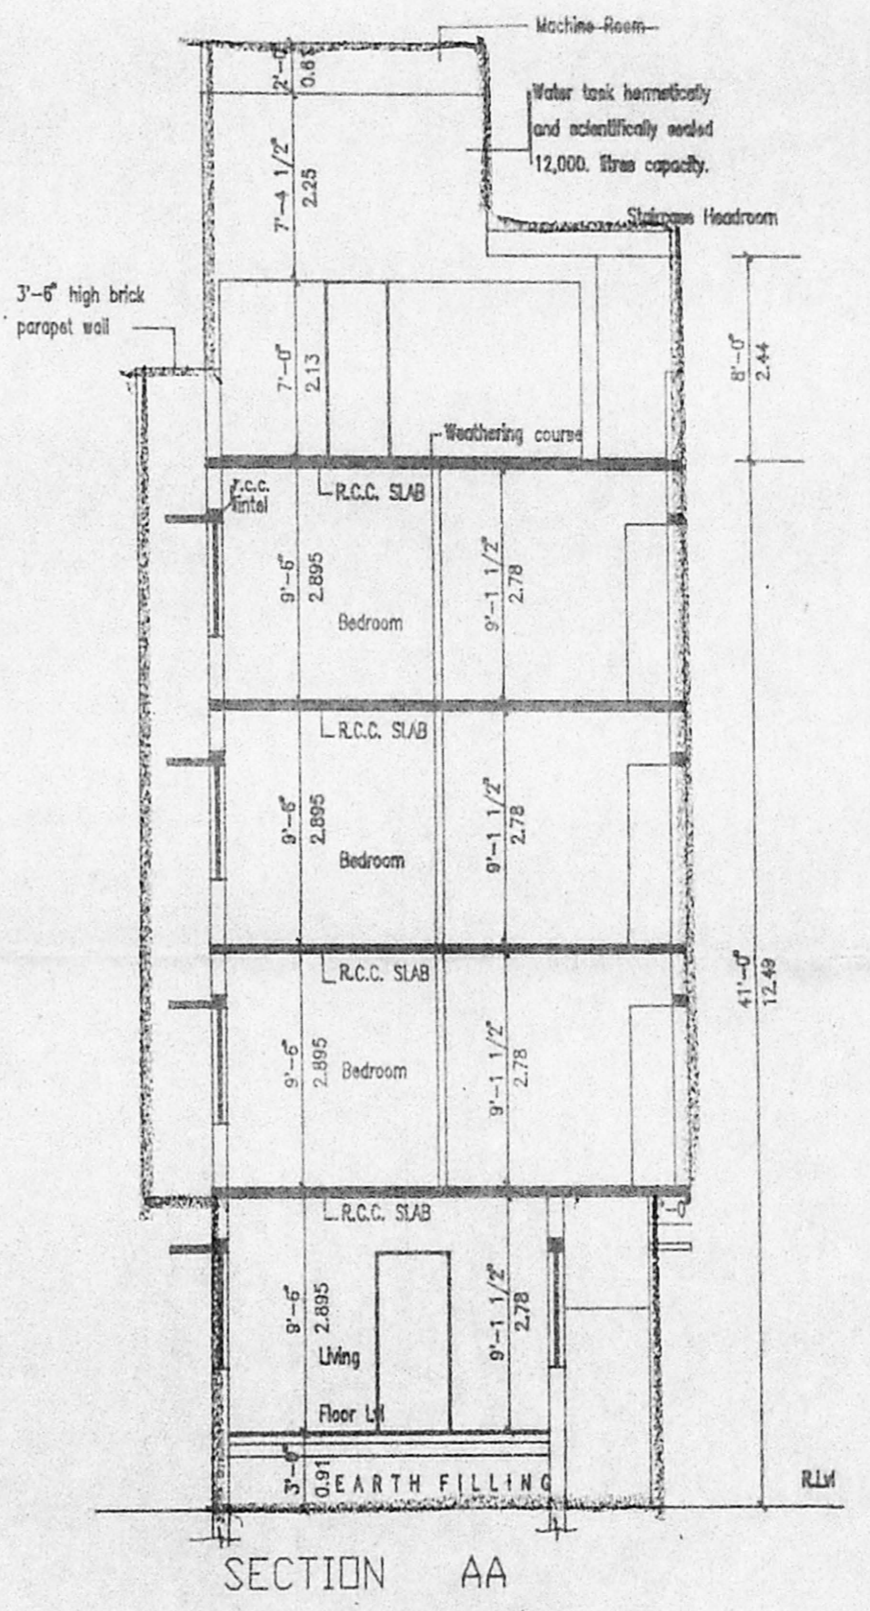 Machine Room
2'-0"
0.61
Water tank hermetically
and scientifically sealed
12,000. litres capacity.
7'-4 1/2"
2.25
Staircase Headroom
3'-6" high brick
parapet wall
7'-0"
2.13
8'-0"
2.44
Weathering course
r.c.c.
lintel
R.C.C. SLAB
9'-6"
2.895
9'-1 1/2"
2.78
Bedroom
R.C.C. SLAB
9'-6"
2.895
9'-1 1/2"
2.78
Bedroom
R.C.C. SLAB
41'-0"
12.49
9'-6"
2.895
9'-1 1/2"
2.78
Bedroom
R.C.C. SLAB
9'-6"
2.895
9'-1 1/2"
2.78
Living
Floor Lvl
3'-0"
0.91
EARTH FILLING
R.Lvl
SECTION AA